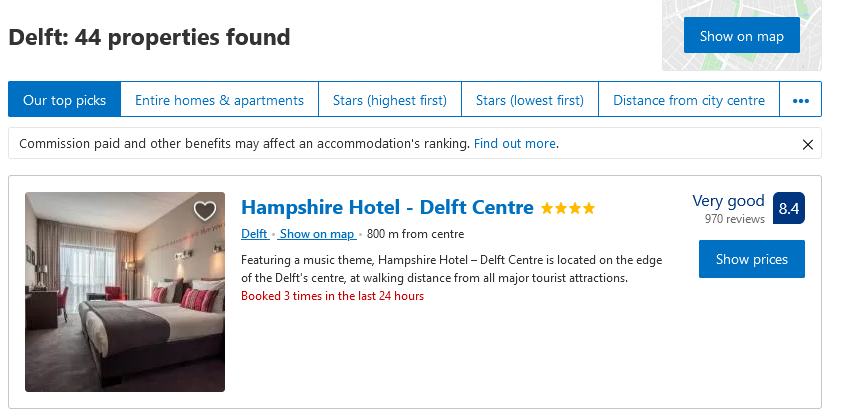 Delft: 44 properties found
Show on map
Our top picks
Entire homes & apartments
Stars (highest first)
Stars (lowest first)
Distance from city centre
•••
Commission paid and other benefits may affect an accommodation's ranking. Find out more.
Hampshire Hotel - Delft Centre
Very good
970 reviews
8.4
Delft • Show on map • 800 m from centre
Featuring a music theme, Hampshire Hotel – Delft Centre is located on the edge
of the Delft's centre, at walking distance from all major tourist attractions.
Booked 3 times in the last 24 hours
Show prices